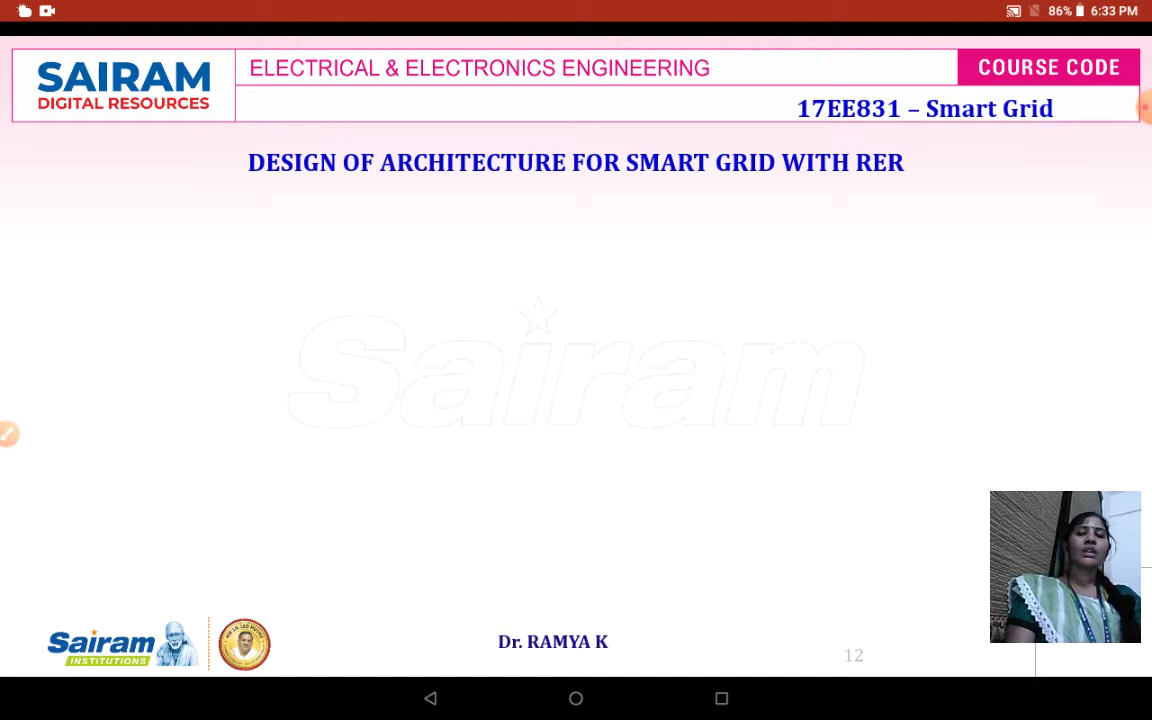 86% 6:33 PM
SAIRAM
DIGITAL RESOURCES
ELECTRICAL & ELECTRONICS ENGINEERING
COURSE CODE
17EE831 – Smart Grid
DESIGN OF ARCHITECTURE FOR SMART GRID WITH RER
Sairam
Sairam
INSTITUTIONS
Dr. RAMYA K
12